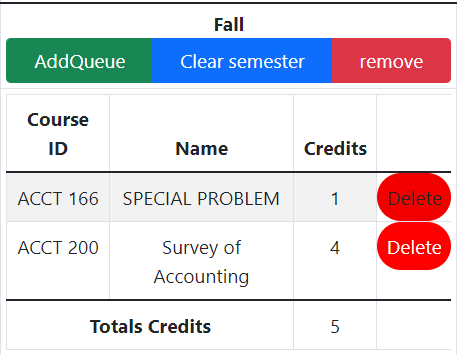 Fall
AddQueue Clear semester remove
Course
ID Name Credits
ACCT 166 SPECIAL PROBLEM 1 Delete
ACCT 200 Survey of 4 Delete
Accounting
Totals Credits 5